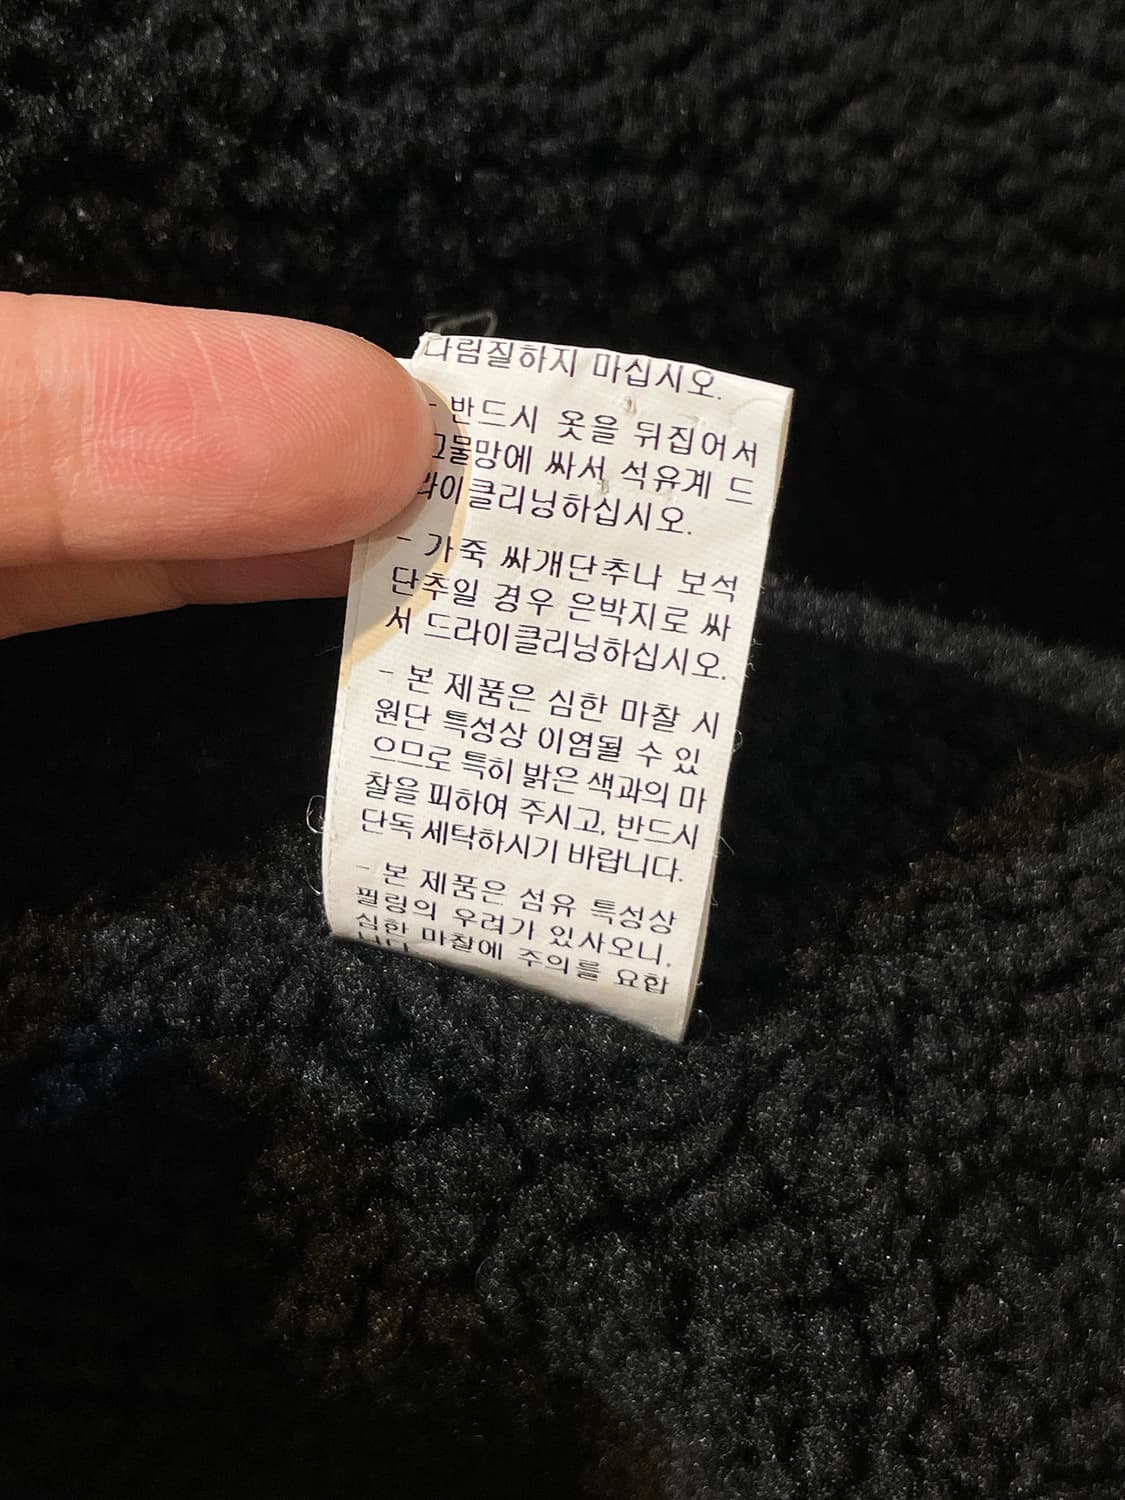 다림질하지 마십시오.
- 반드시 옷을 뒤집어서
그물망에 싸서 석유계 드
라이클리닝하십시오.
- 가죽 싸개단추나 보석
단추일 경우 은박지로 싸
서 드라이클리닝하십시오.
- 본 제품은 심한 마찰 시
원단 특성상 이염될 수 있
으므로 특히 밝은 색과의 마
찰을 피하여 주시고, 반드시
단독 세탁하시기 바랍니다.
- 본 제품은 섬유 특성상
필링의 우려가 있사오니,
심한 마찰에 주의를 요합
니다